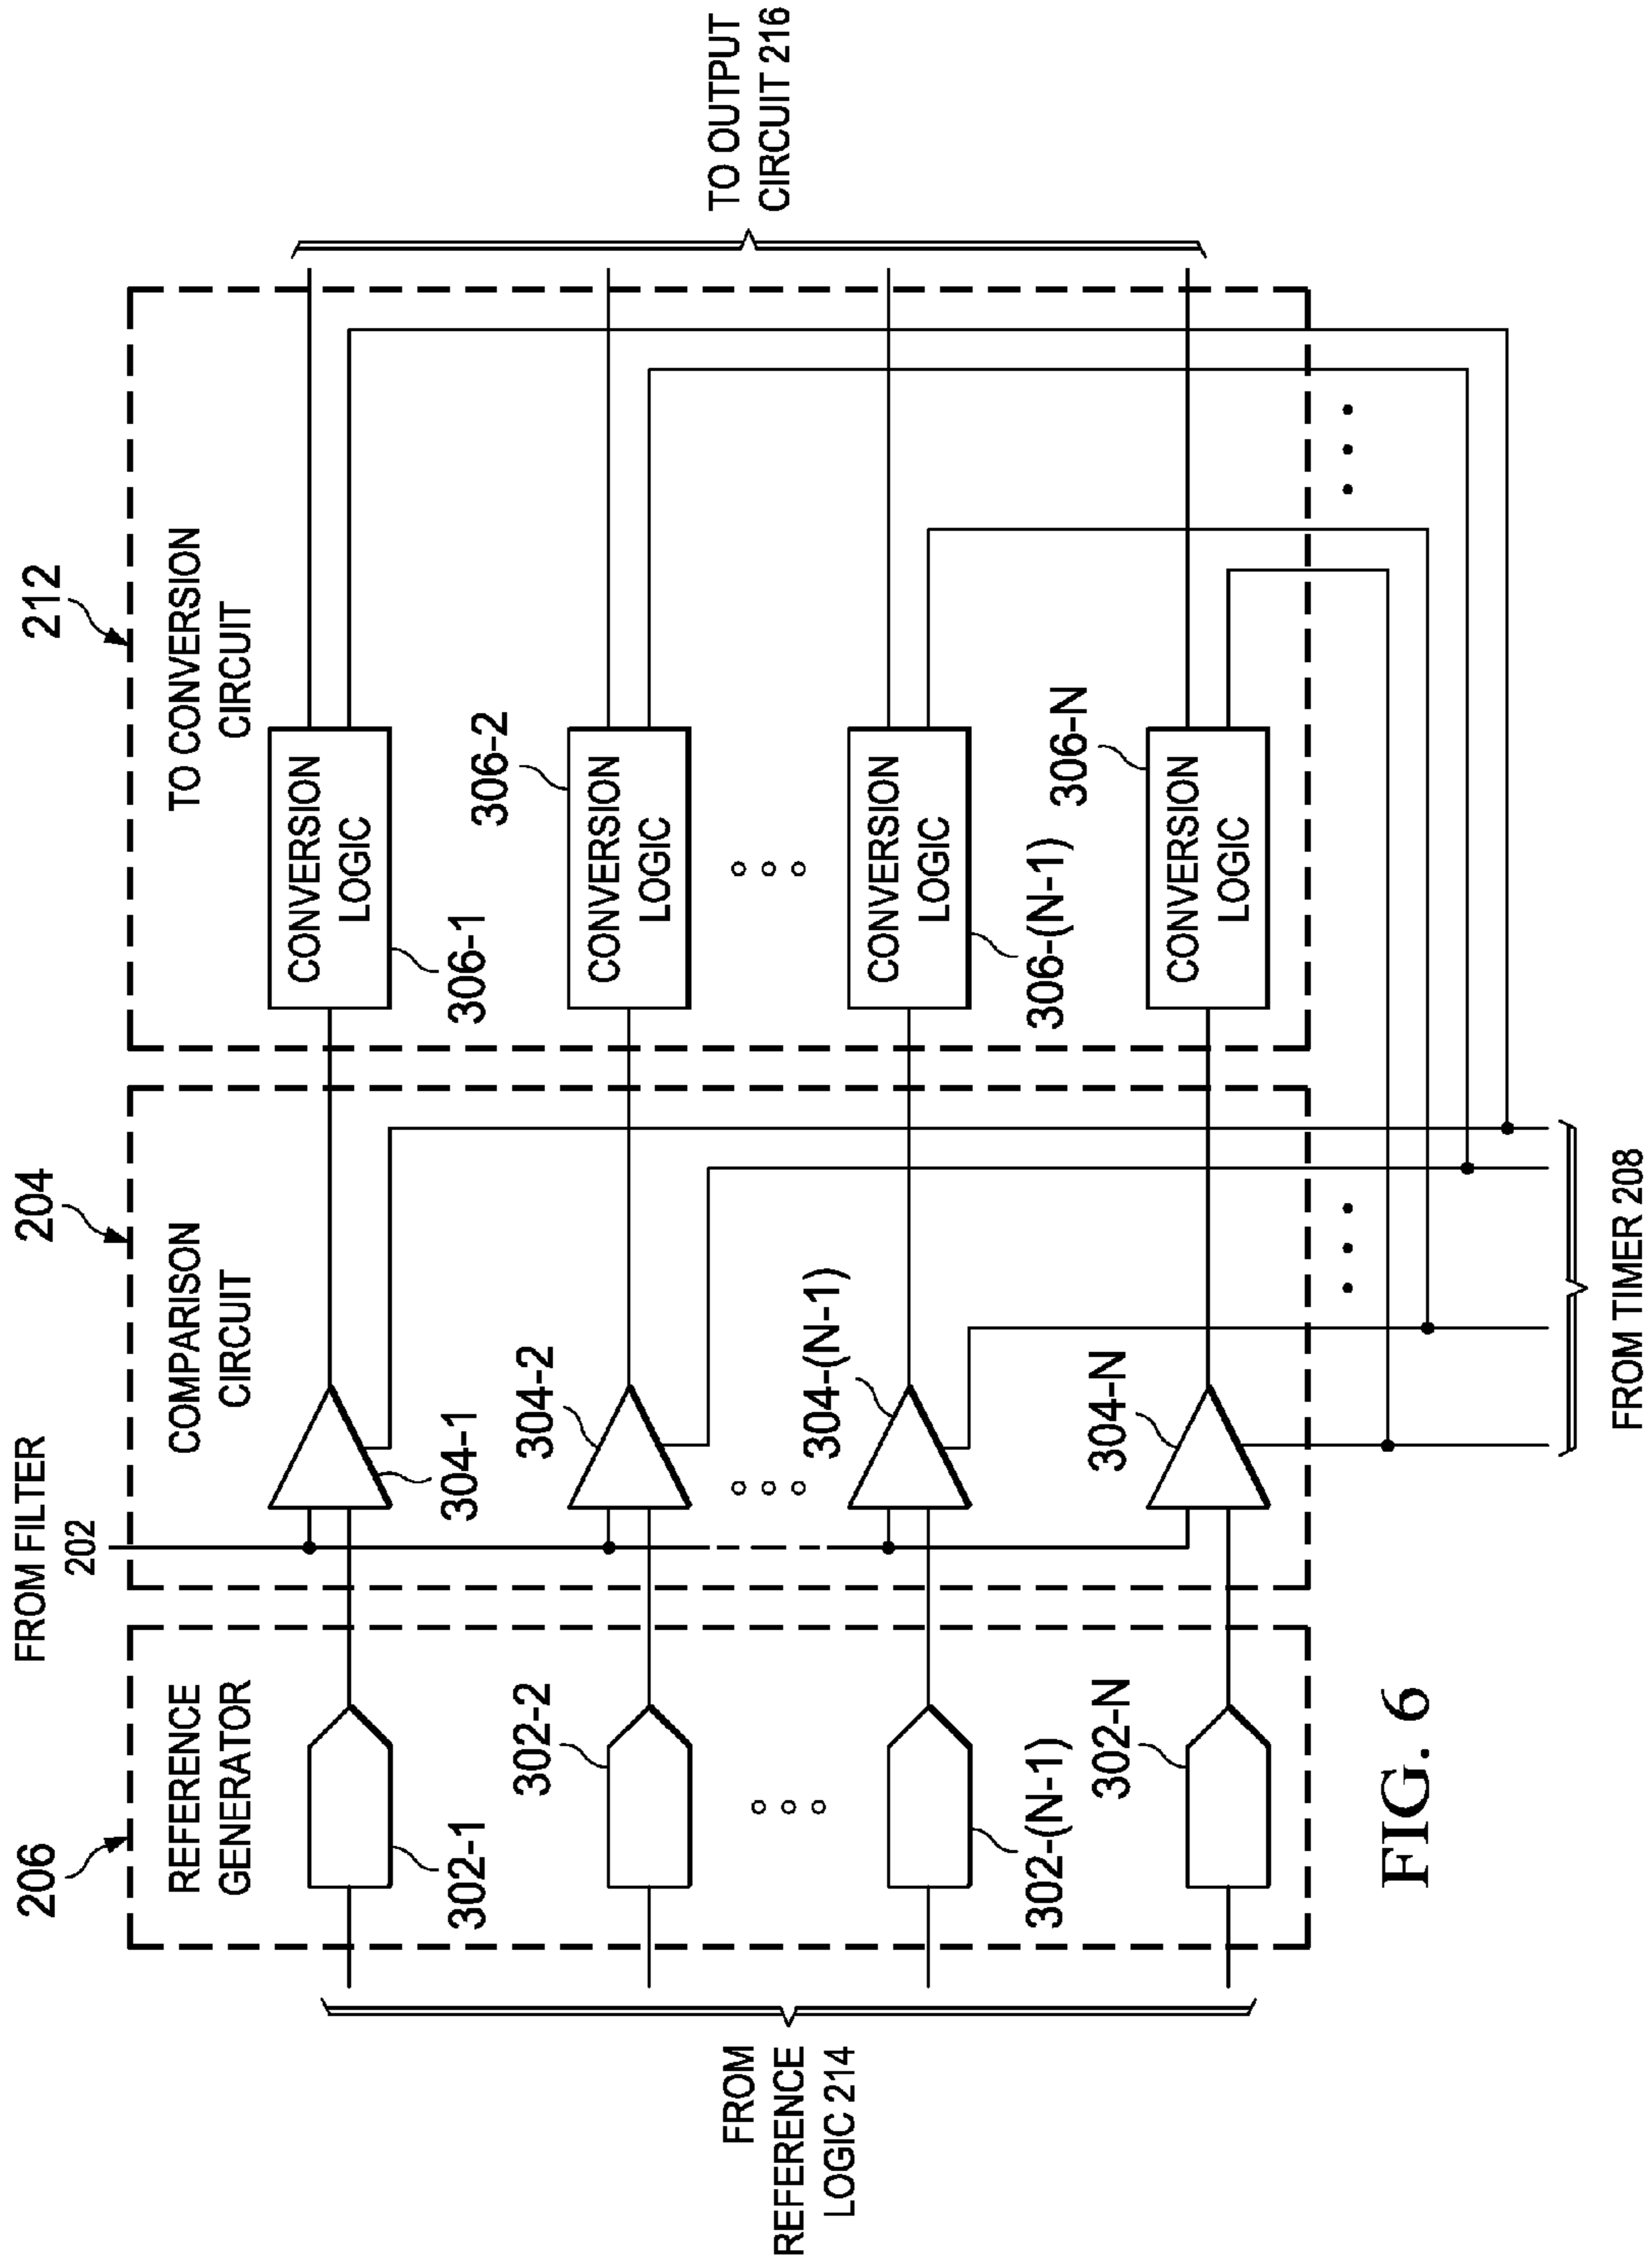 206
REFERENCE
GENERATOR
302-1
302-2
302-(N-1)
302-N
FROM
REFERENCE
LOGIC 214
FROM FILTER
202
204
COMPARISON
CIRCUIT
304-1
304-2
304-(N-1)
304-N
FROM TIMER 208
212
TO CONVERSION
CIRCUIT
CONVERSION
LOGIC
306-1
CONVERSION
LOGIC
306-2
CONVERSION
LOGIC
306-(N-1)
CONVERSION
LOGIC
306-N
TO OUTPUT
CIRCUIT 216
FIG. 6